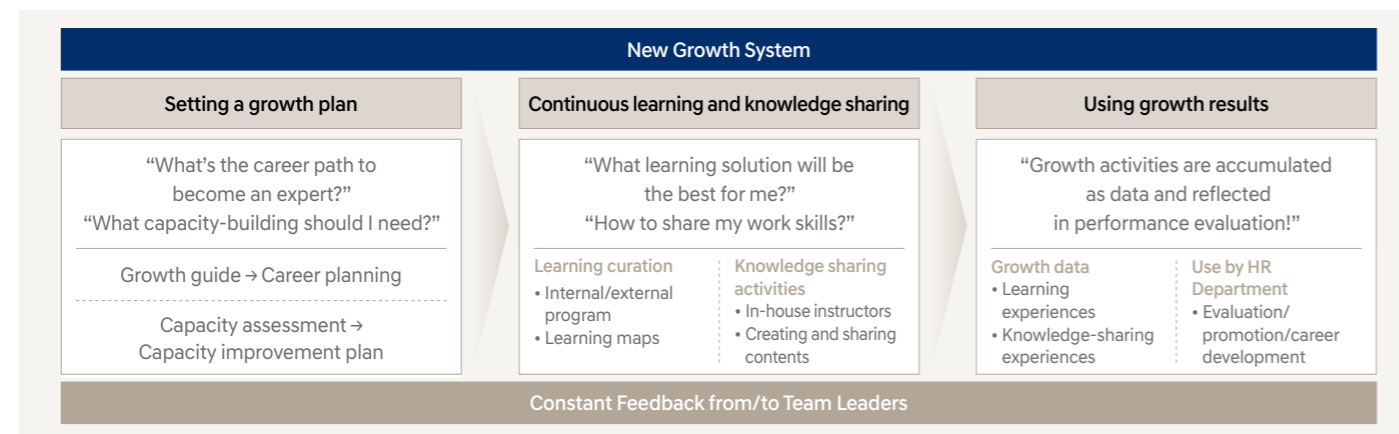 New Growth System
Setting a growth plan
“What’s the career path to
become an expert?”
“What capacity-building should I need?”
Growth guide → Career planning
Capacity assessment →
Capacity improvement plan
Continuous learning and knowledge sharing
“What learning solution will be
the best for me?”
“How to share my work skills?”
Learning curation
• Internal/external
program
• Learning maps
Knowledge sharing
activities
• In-house instructors
• Creating and sharing
contents
Using growth results
“Growth activities are accumulated
as data and reflected
in performance evaluation!”
Growth data
• Learning
experiences
• Knowledge-sharing
experiences
Use by HR
Department
• Evaluation/
promotion/career
development
Constant Feedback from/to Team Leaders